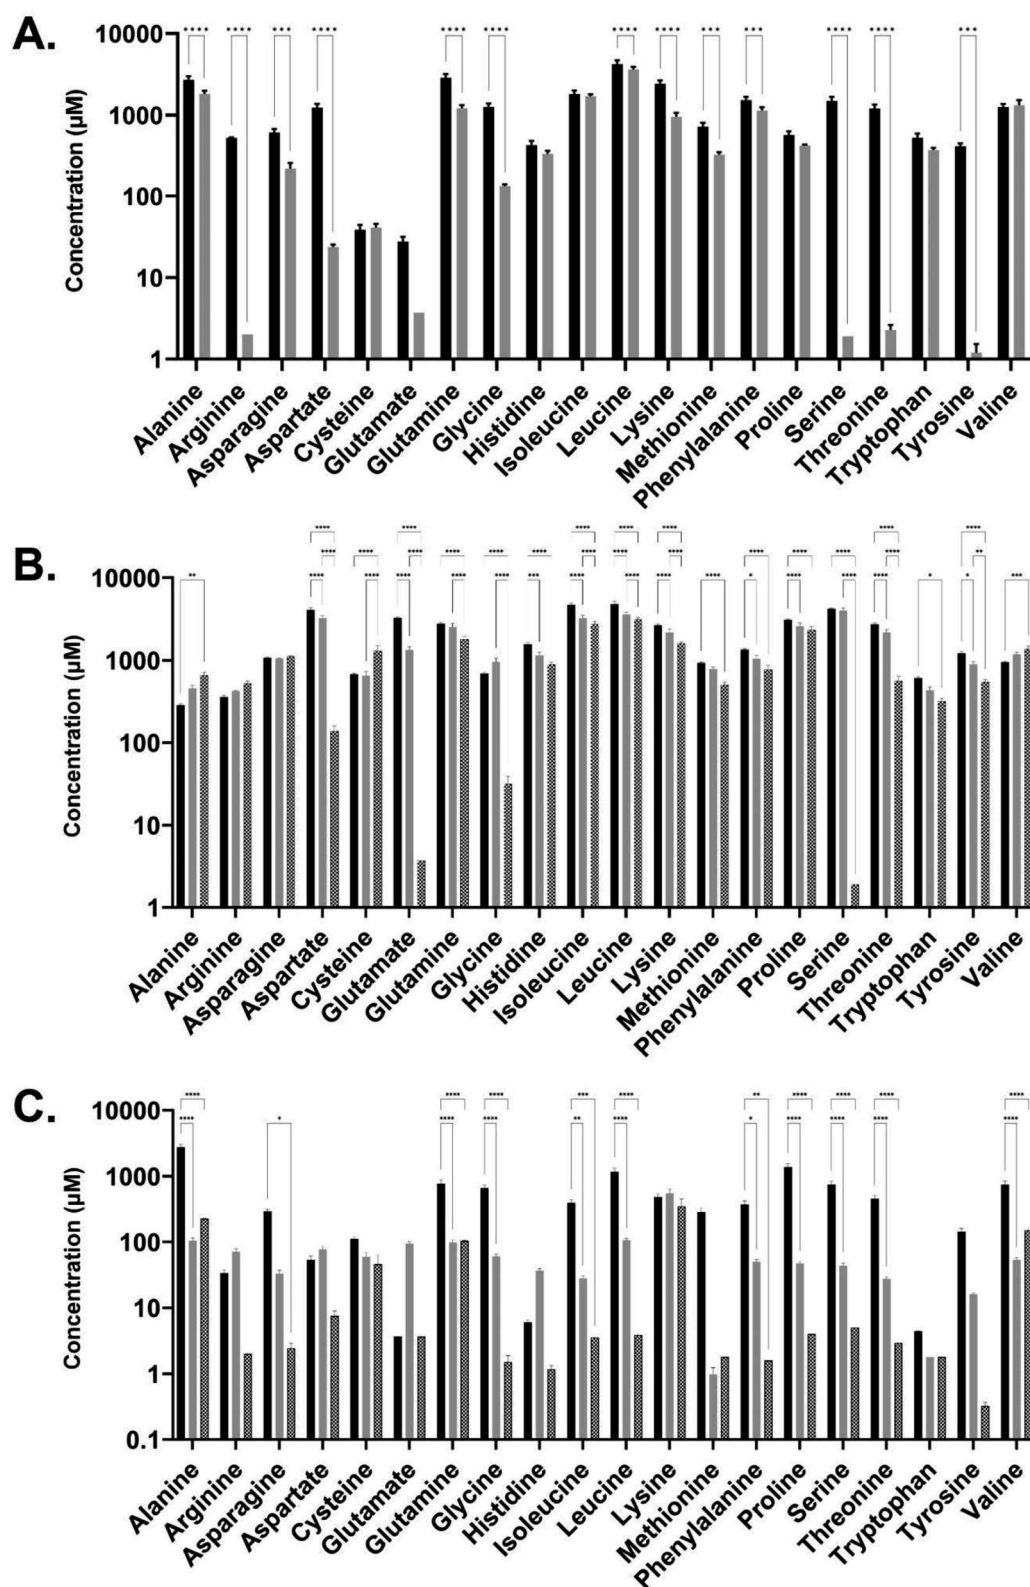 A.
**** **** *** **** **** **** **** **** *** *** **** **** ***
10000
1000
100
10
1
Concentration (µM)
Alanine
Arginine
Asparagine
Aspartate
Cysteine
Glutamate
Glutamine
Glycine
Histidine
Isoleucine
Leucine
Lysine
Methionine
Phenylalanine
Proline
Serine
Threonine
Tryptophan
Tyrosine
Valine
B.
**** **** **** **** **** ****
**** **** **** **** **** **** **** **** **** **** **** **** **** **** **
** **** **** **** *** **** **** **** **** * **** **** * * ***
10000
1000
100
10
1
Concentration (µM)
Alanine
Arginine
Asparagine
Aspartate
Cysteine
Glutamate
Glutamine
Glycine
Histidine
Isoleucine
Leucine
Lysine
Methionine
Phenylalanine
Proline
Serine
Threonine
Tryptophan
Tyrosine
Valine
C.
**** **** **** *** **** ** **** **** **** ****
**** * **** **** ** **** * **** **** **** ****
10000
1000
100
10
1
0.1
Concentration (µM)
Alanine
Arginine
Asparagine
Aspartate
Cysteine
Glutamate
Glutamine
Glycine
Histidine
Isoleucine
Leucine
Lysine
Methionine
Phenylalanine
Proline
Serine
Threonine
Tryptophan
Tyrosine
Valine